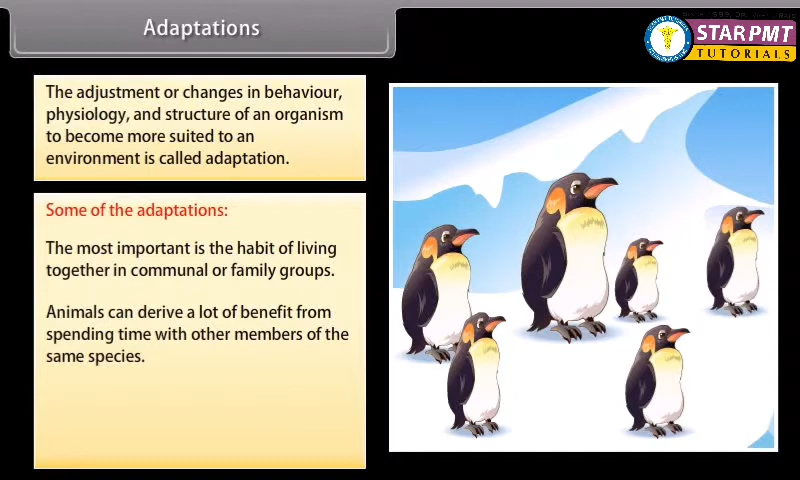 Adaptations
STAR PMT
TUTORIALS
The adjustment or changes in behaviour,
physiology, and structure of an organism
to become more suited to an
environment is called adaptation.
Some of the adaptations:
The most important is the habit of living
together in communal or family groups.
Animals can derive a lot of benefit from
spending time with other members of the
same species.